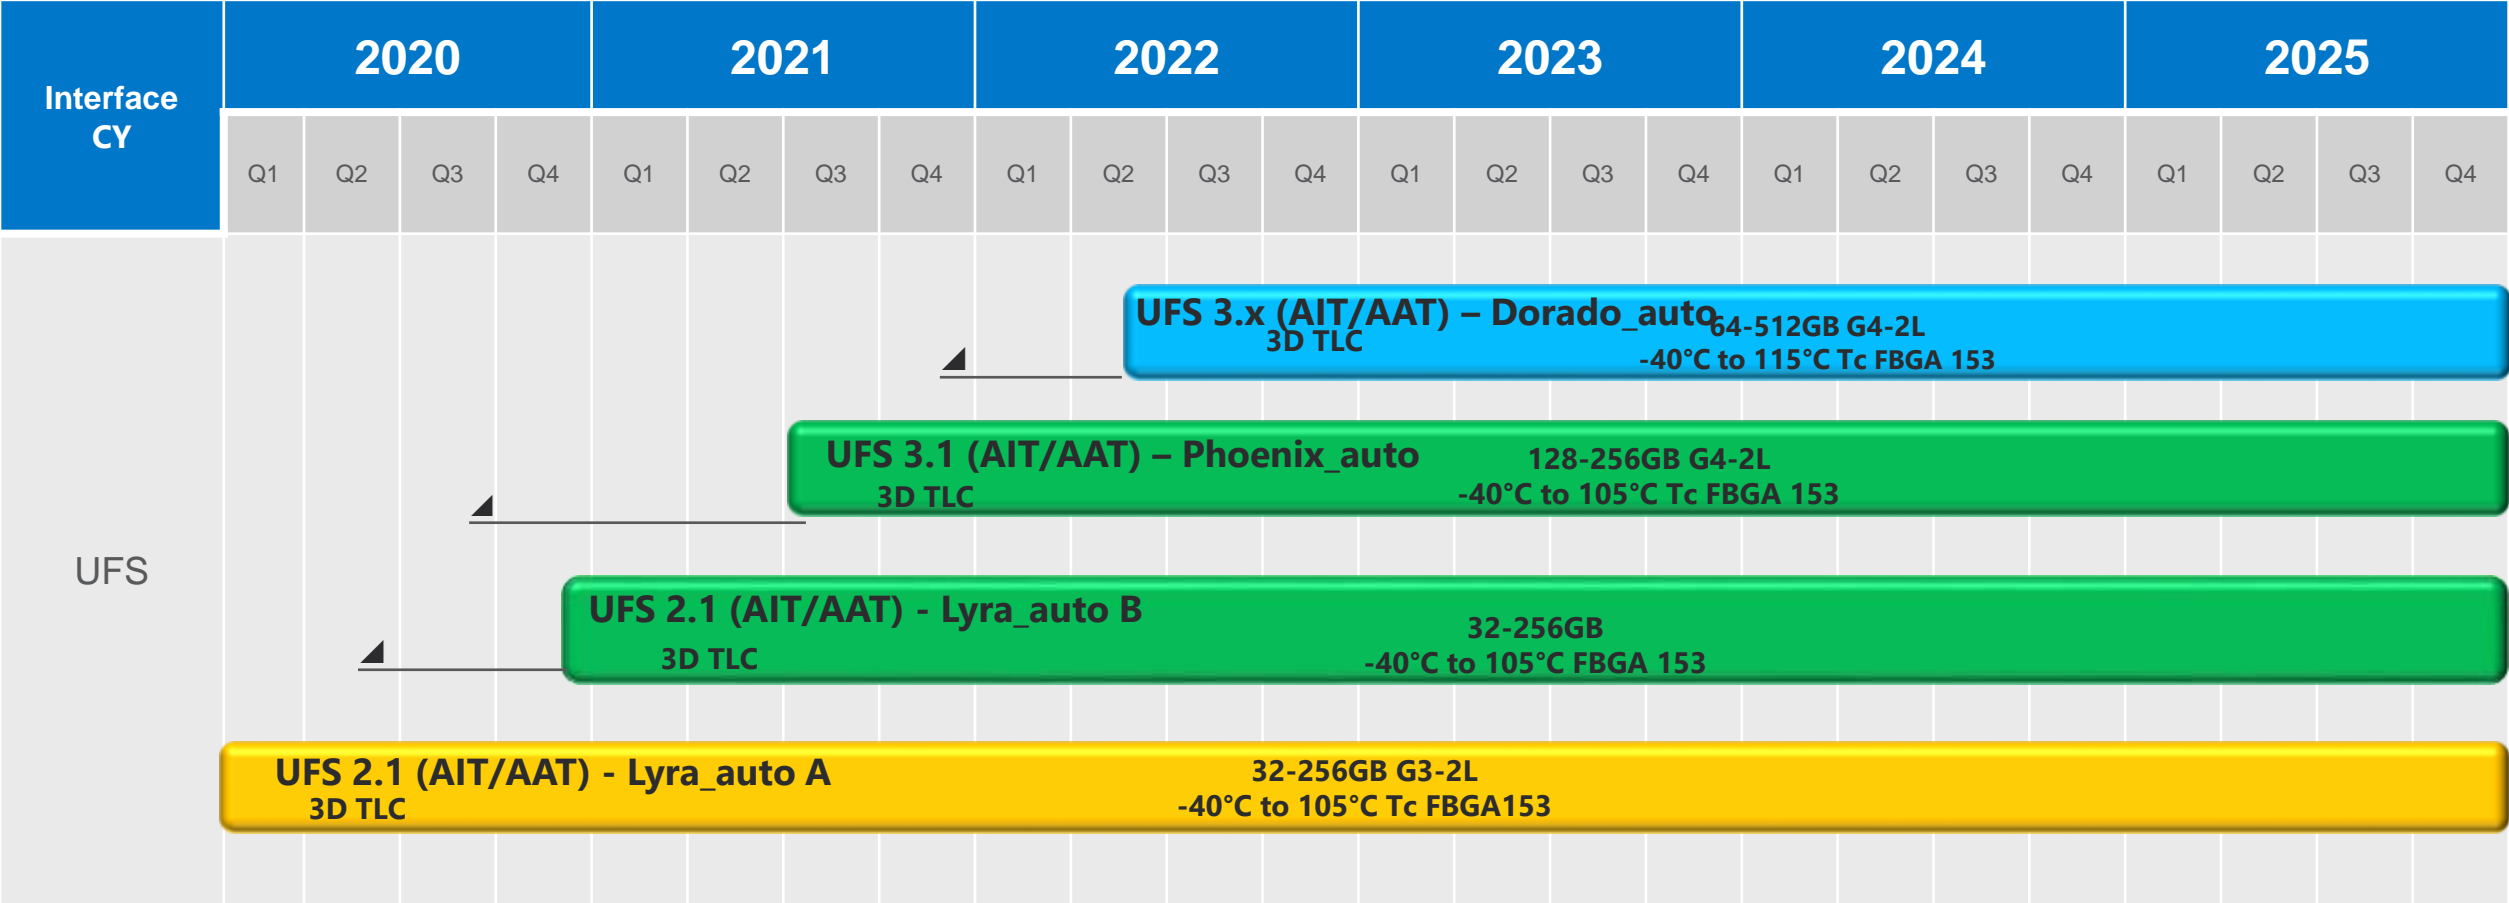 Interface
CY
2020
2021
2022
2023
2024
2025
Q1 Q2 Q3 Q4 Q1 Q2 Q3 Q4 Q1 Q2 Q3 Q4 Q1 Q2 Q3 Q4 Q1 Q2 Q3 Q4 Q1 Q2 Q3 Q4
UFS
UFS 3.x (AIT/AAT) – Dorado_auto
3D TLC
64-512GB G4-2L
-40°C to 115°C Tc FBGA 153
UFS 3.1 (AIT/AAT) – Phoenix_auto
3D TLC
128-256GB G4-2L
-40°C to 105°C Tc FBGA 153
UFS 2.1 (AIT/AAT) - Lyra_auto B
3D TLC
32-256GB
-40°C to 105°C FBGA 153
UFS 2.1 (AIT/AAT) - Lyra_auto A
3D TLC
32-256GB G3-2L
-40°C to 105°C Tc FBGA153